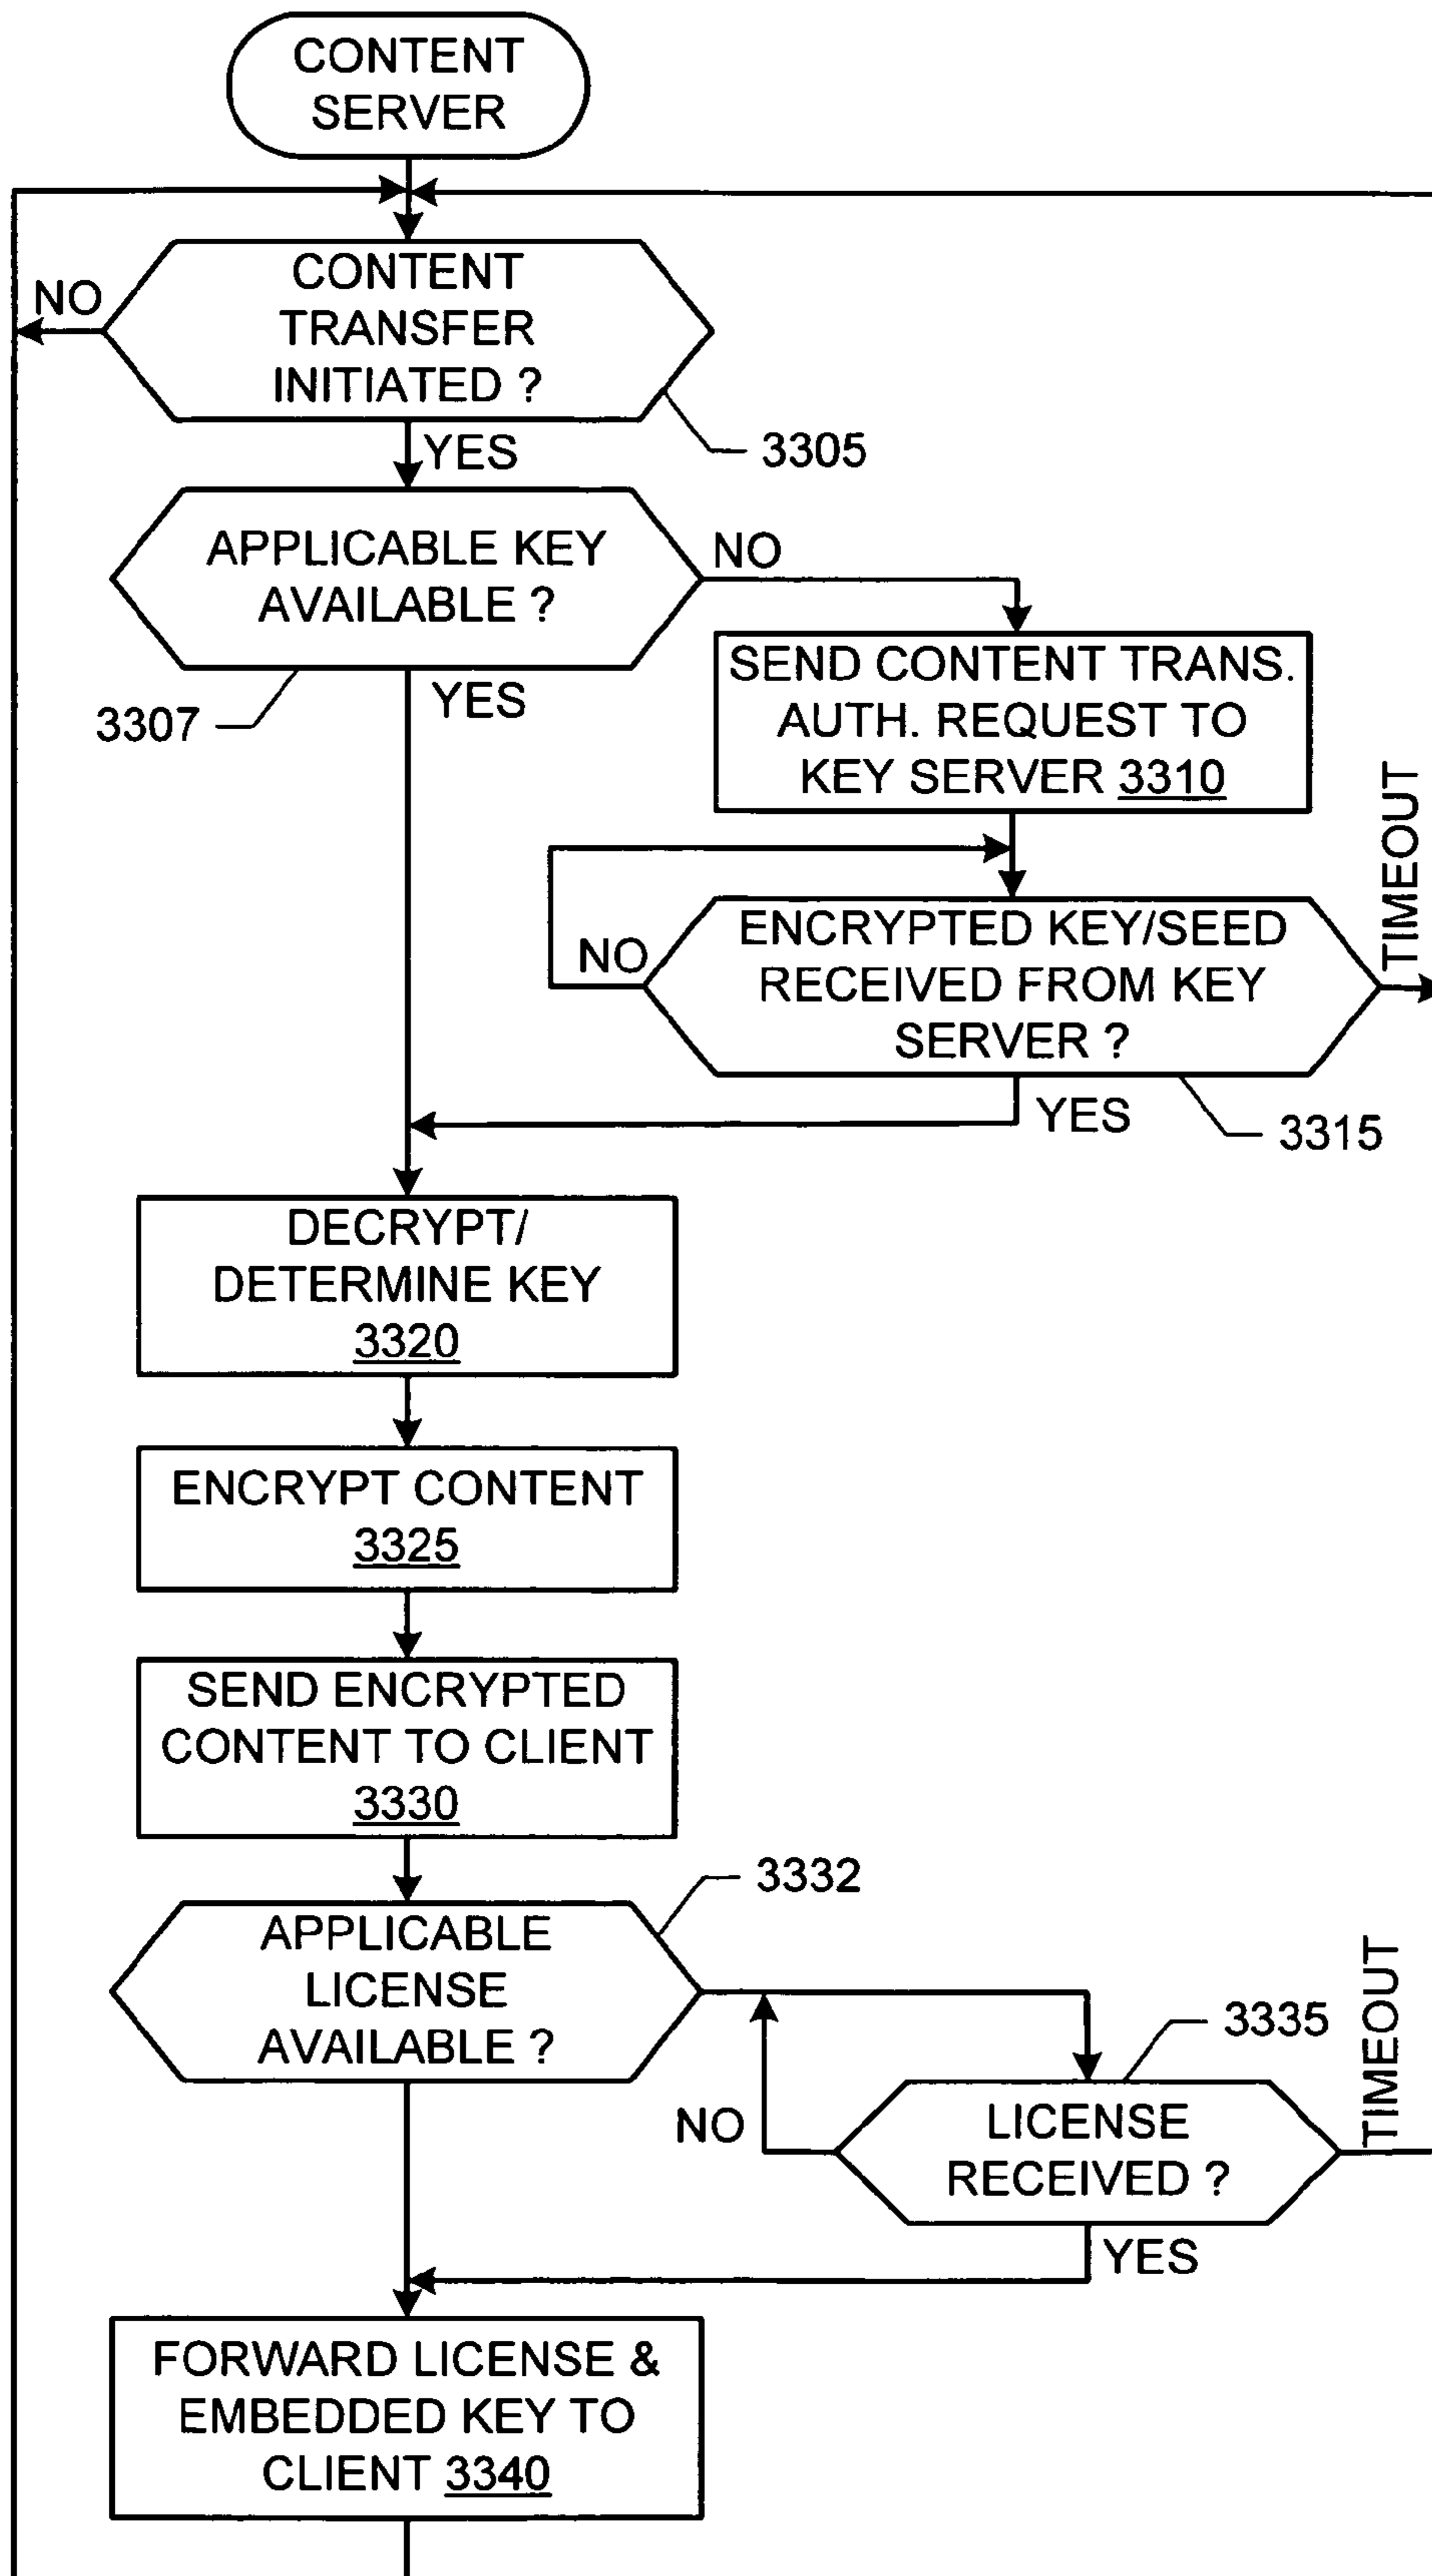 CONTENT
SERVER
NO
CONTENT
TRANSFER
INITIATED ?
3305
YES
APPLICABLE KEY
AVAILABLE ?
NO
3307
YES
SEND CONTENT TRANS.
AUTH. REQUEST TO
KEY SERVER 3310
TIMEOUT
NO
ENCRYPTED KEY/SEED
RECEIVED FROM KEY
SERVER ?
YES
3315
DECRYPT/
DETERMINE KEY
3320
ENCRYPT CONTENT
3325
SEND ENCRYPTED
CONTENT TO CLIENT
3330
3332
APPLICABLE
LICENSE
AVAILABLE ?
3335
TIMEOUT
NO
LICENSE
RECEIVED ?
YES
FORWARD LICENSE &
EMBEDDED KEY TO
CLIENT 3340